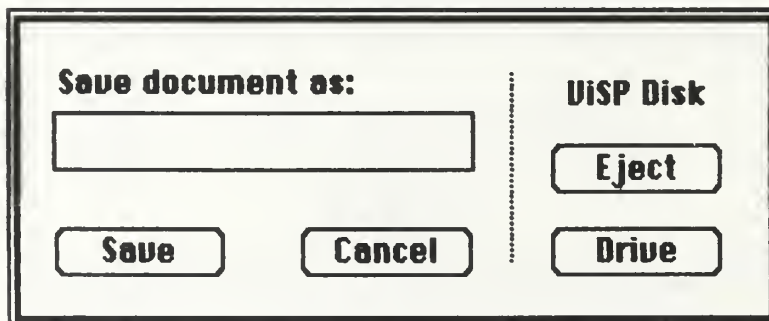 Save document as:
ViSP Disk
Eject
Save
Cancel
Drive